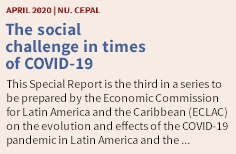 APRIL 2020 | NU. CEPAL
The social
challenge in times
of COVID-19
This Special Report is the third in a series to
be prepared by the Economic Commission
for Latin America and the Caribbean (ECLAC)
on the evolution and effects of the COVID-19
pandemic in Latin America and the ...